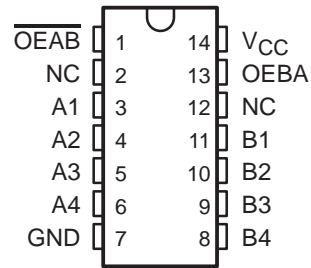 OEAB 1 14 VCC
NC 2 13 OEBA
A1 3 12 NC
A2 4 11 B1
A3 5 10 B2
A4 6 9 B3
GND 7 8 B4